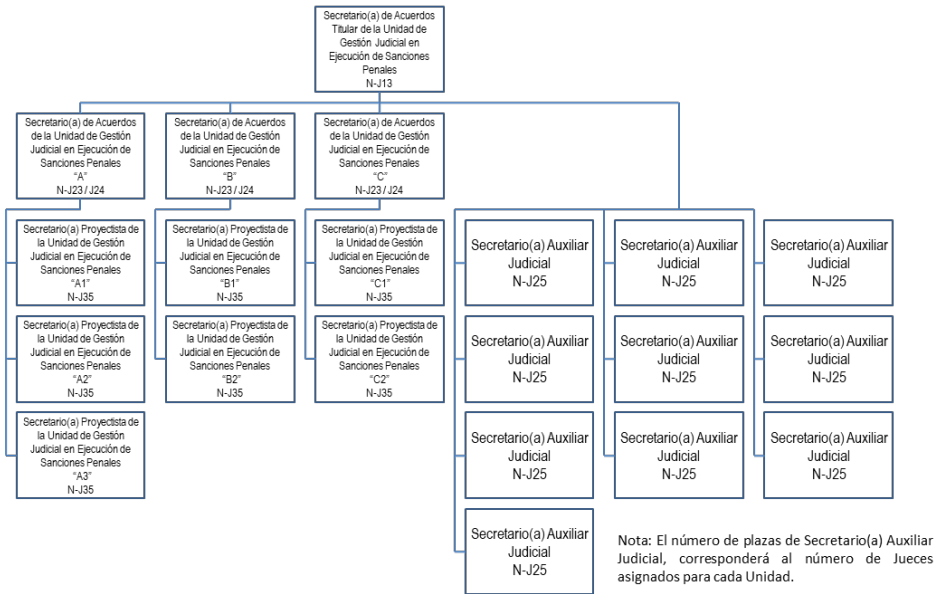 Secretario(a) de Acuerdos
Titular de la Unidad de
Gestión Judicial en
Ejecución de Sanciones
Penales
N-J13
Secretario(a) de Acuerdos
de la Unidad de Gestión
Judicial en Ejecución de
Sanciones Penales
“A”
N-J23 / J24
Secretario(a) de Acuerdos
de la Unidad de Gestión
Judicial en Ejecución de
Sanciones Penales
“B”
N-J23 / J24
Secretario(a) de Acuerdos
de la Unidad de Gestión
Judicial en Ejecución de
Sanciones Penales
“C”
N-J23 / J24
Secretario(a) Proyectista de
la Unidad de Gestión
Judicial en Ejecución de
Sanciones Penales
“A1”
N-J35
Secretario(a) Proyectista de
la Unidad de Gestión
Judicial en Ejecución de
Sanciones Penales
“B1”
N-J35
Secretario(a) Proyectista de
la Unidad de Gestión
Judicial en Ejecución de
Sanciones Penales
“C1”
N-J35
Secretario(a) Auxiliar
Judicial
N-J25
Secretario(a) Auxiliar
Judicial
N-J25
Secretario(a) Auxiliar
Judicial
N-J25
Secretario(a) Proyectista de
la Unidad de Gestión
Judicial en Ejecución de
Sanciones Penales
“A2”
N-J35
Secretario(a) Proyectista de
la Unidad de Gestión
Judicial en Ejecución de
Sanciones Penales
“B2”
N-J35
Secretario(a) Proyectista de
la Unidad de Gestión
Judicial en Ejecución de
Sanciones Penales
“C2”
N-J35
Secretario(a) Auxiliar
Judicial
N-J25
Secretario(a) Auxiliar
Judicial
N-J25
Secretario(a) Auxiliar
Judicial
N-J25
Secretario(a) Proyectista de
la Unidad de Gestión
Judicial en Ejecución de
Sanciones Penales
“A3”
N-J35
Secretario(a) Auxiliar
Judicial
N-J25
Secretario(a) Auxiliar
Judicial
N-J25
Secretario(a) Auxiliar
Judicial
N-J25
Secretario(a) Auxiliar
Judicial
N-J25
Nota: El número de plazas de Secretario(a) Auxiliar
Judicial, corresponderá al número de Jueces
asignados para cada Unidad.